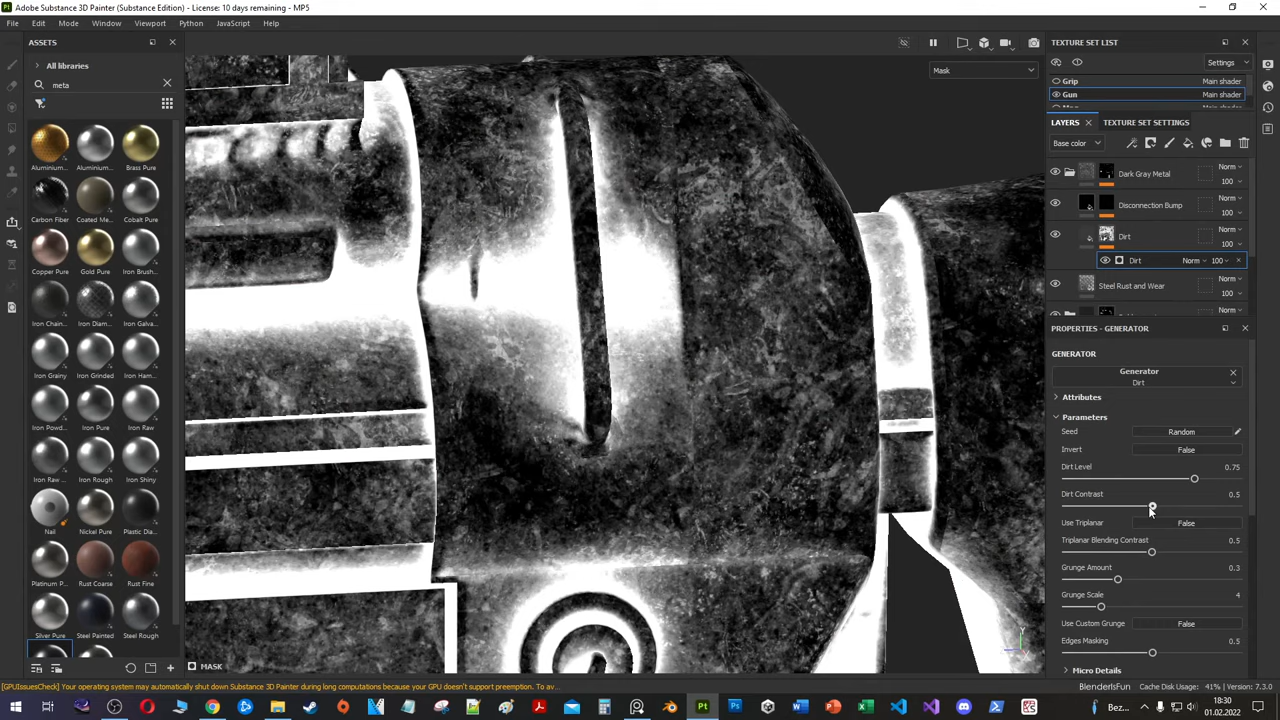 Adobe Substance 3D Painter (Substance Edition) - License: 10 days remaining - MP5
File Edit Mode Window Viewport Python JavaScript Help
ASSETS
All libraries
meta
Aluminium... Aluminium... Brass Pure
Carbon Fiber Coated Me... Cobalt Pure
Copper Pure Gold Pure Iron Brush...
Iron Chain... Iron Diam... Iron Galva...
Iron Grainy Iron Grinded Iron Ham...
Iron Powd... Iron Pure Iron Raw
Iron Raw ... Iron Rough Iron Shiny
Nail Nickel Pure Plastic Dia...
Platinum P... Rust Coarse Rust Fine
Silver Pure Steel Painted Steel Rough
Mask
MASK
TEXTURE SET LIST
Settings
Grip Main shader
Gun Main shader
Main shader
LAYERS TEXTURE SET SETTINGS
Base color
Dark Gray Metal Norm 100
Disconnection Bump Norm 100
Dirt Norm 100
Dirt Norm 100
Steel Rust and Wear Norm 100
Norm
PROPERTIES - GENERATOR
GENERATOR
Generator
Dirt
Attributes
Parameters
Seed Random
Invert False
Dirt Level 0.75
Dirt Contrast 0.5
Use Triplanar False
Triplanar Blending Contrast 0.5
Grunge Amount 0.3
Grunge Scale 4
Use Custom Grunge False
Edges Masking 0.5
Micro Details
[GPUIssuesCheck] Your operating system may automatically shut down Substance 3D Painter during long computations because your GPU doesn't support preemption. To av...
BlendersFun Cache Disk Usage: 41% | Version: 7.3.0
Bez...
18:30
01.02.2022